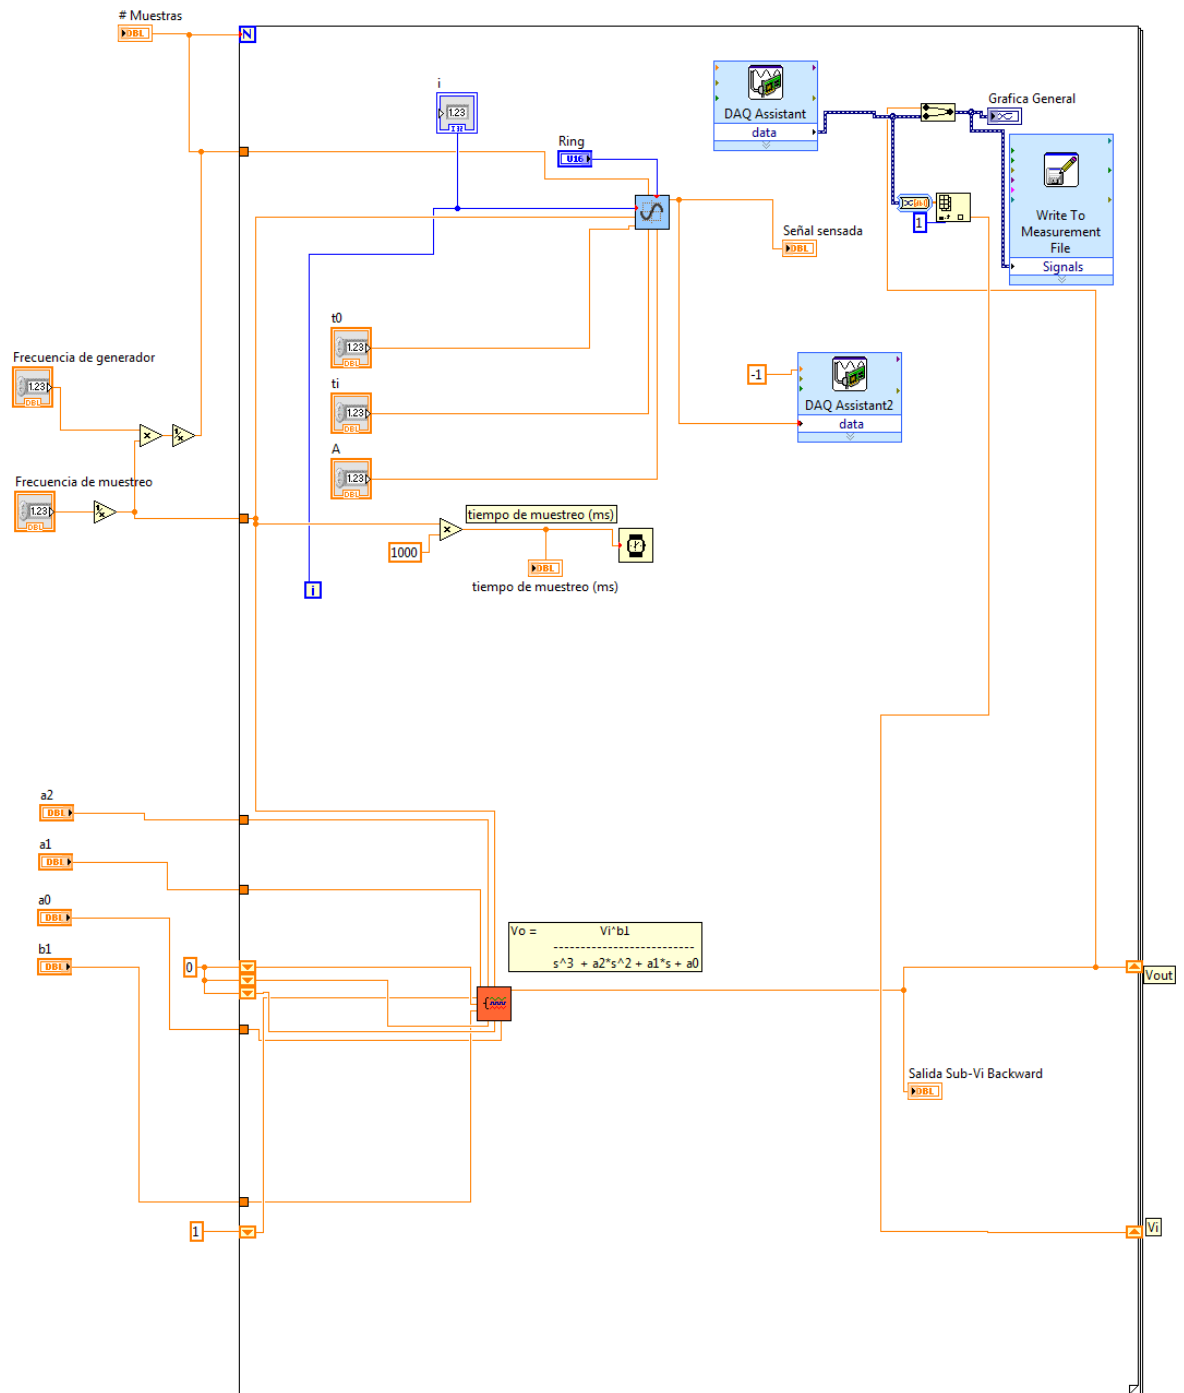 # Muestras
DBL
N
i
1.23
I32
Ring
U16
DAQ Assistant
data
Grafica General
Write To
Measurement
File
Signals
1
Señal sensada
DBL
t0
1.23
DBL
Frecuencia de generador
1.23
DBL
ti
1.23
DBL
-1
DAQ Assistant2
data
A
1.23
DBL
x
1/x
Frecuencia de muestreo
1.23
DBL
1/x
tiempo de muestreo (ms)
x
1000
DBL
tiempo de muestreo (ms)
i
a2
DBL
a1
DBL
a0
DBL
b1
DBL
0
Vo = Vi*b1
---------------------------
s^3 + a2*s^2 + a1*s + a0
Vout
Salida Sub-Vi Backward
DBL
1
Vi